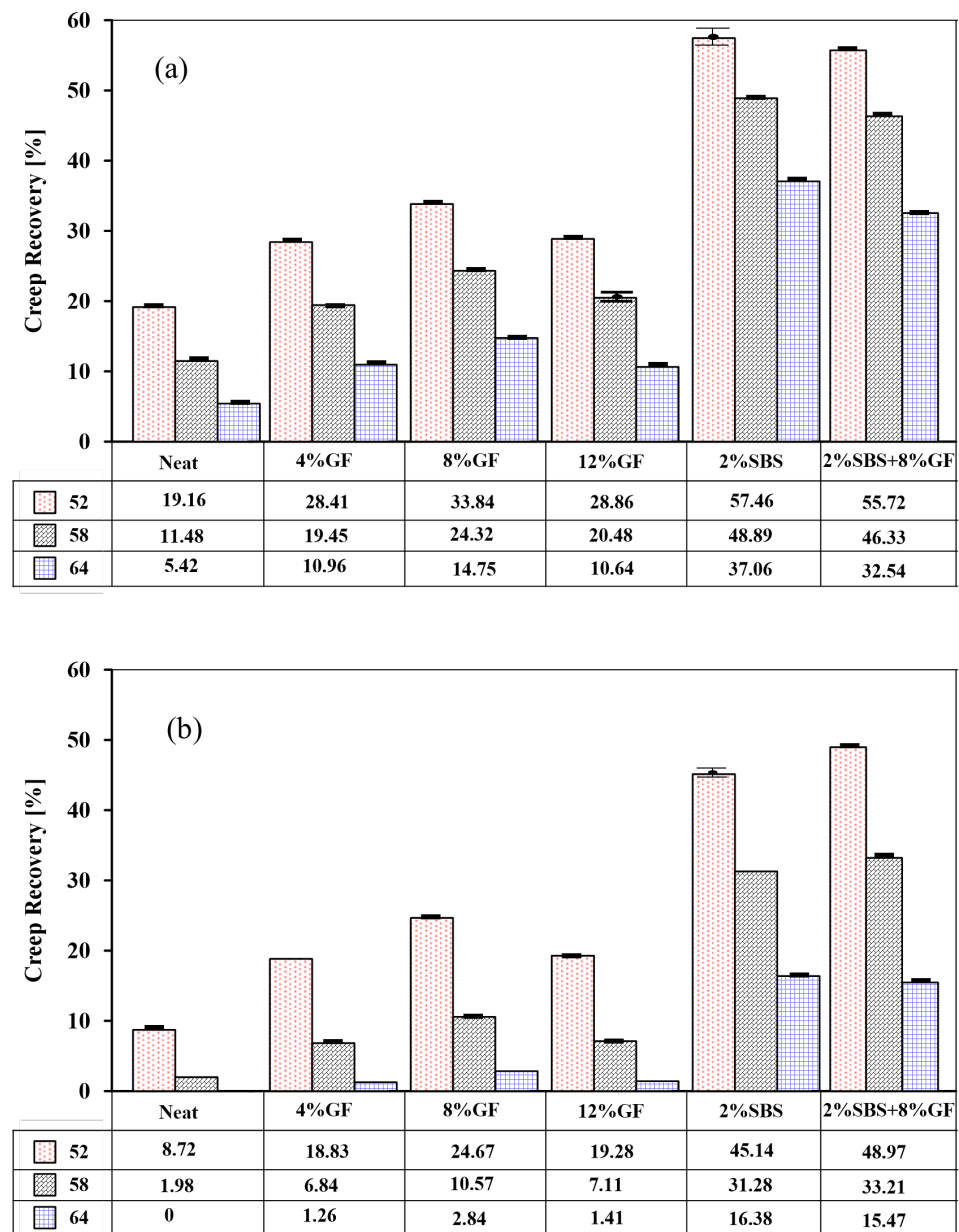 60
(a)
50
40
30
20
10
0
Creep Recovery [%]
Neat 4%GF 8%GF 12%GF 2%SBS 2%SBS+8%GF
52 19.16 28.41 33.84 28.86 57.46 55.72
58 11.48 19.45 24.32 20.48 48.89 46.33
64 5.42 10.96 14.75 10.64 37.06 32.54
60
(b)
50
40
30
20
10
0
Creep Recovery [%]
Neat 4%GF 8%GF 12%GF 2%SBS 2%SBS+8%GF
52 8.72 18.83 24.67 19.28 45.14 48.97
58 1.98 6.84 10.57 7.11 31.28 33.21
64 0 1.26 2.84 1.41 16.38 15.47